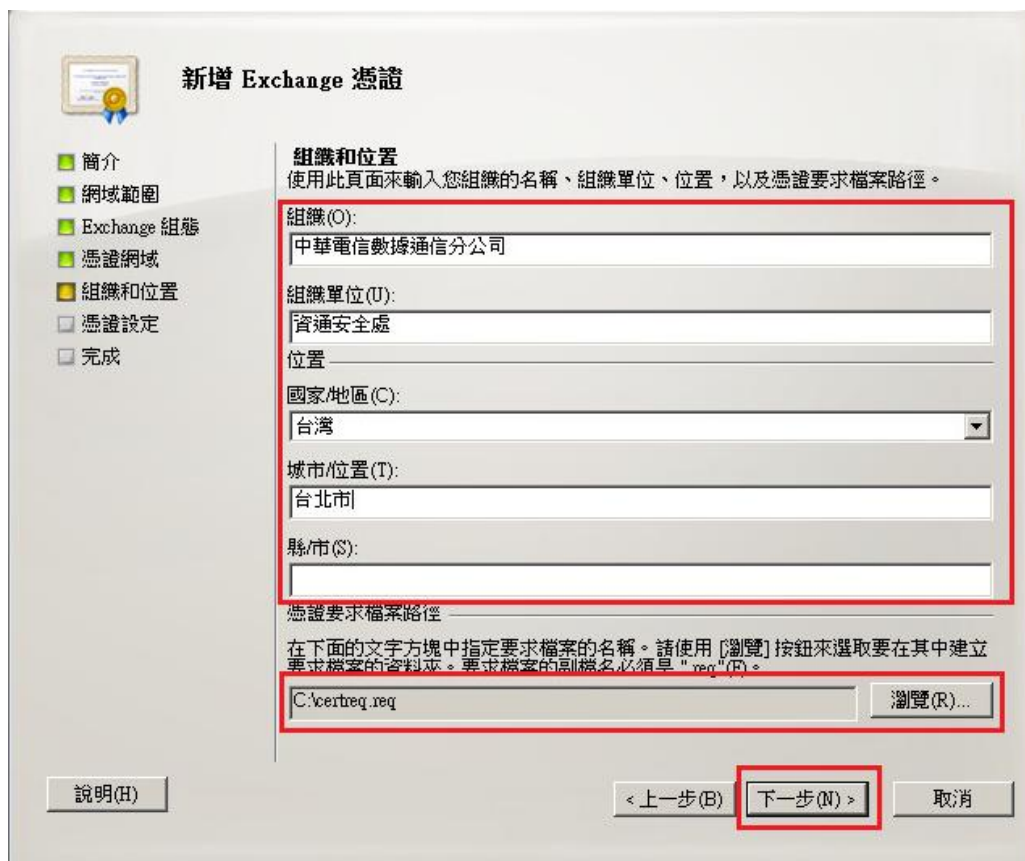 新增 Exchange 憑證
簡介
網域範圍
Exchange 組態
憑證網域
組織和位置
憑證設定
完成
組織和位置
使用此頁面來輸入您組織的名稱、組織單位、位置，以及憑證要求檔案路徑。
組織(O):
中華電信數據通信分公司
組織單位(U):
資通安全處
位置
國家/地區(C):
台灣
城市/位置(T):
台北市
縣/市(S):
憑證要求檔案路徑
在下面的文字方塊中指定要求檔案的名稱。請使用 [瀏覽] 按鈕來選取要在其中建立
要求檔案的資料夾。要求檔案的副檔名必須是 ".req"(F)。
C:\certreq.req
瀏覽(R)...
說明(H)
< 上一步(B)
下一步(N) >
取消